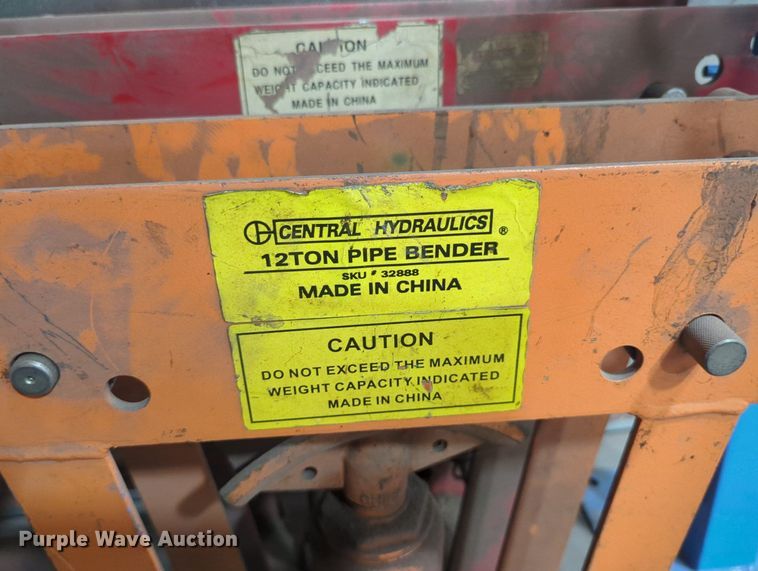 CAUTION
DO NOT EXCEED THE MAXIMUM
WEIGHT CAPACITY INDICATED
MADE IN CHINA
CENTRAL HYDRAULICS ®
12TON PIPE BENDER
SKU # 32888
MADE IN CHINA
CAUTION
DO NOT EXCEED THE MAXIMUM
WEIGHT CAPACITY INDICATED
MADE IN CHINA
Purple Wave Auction